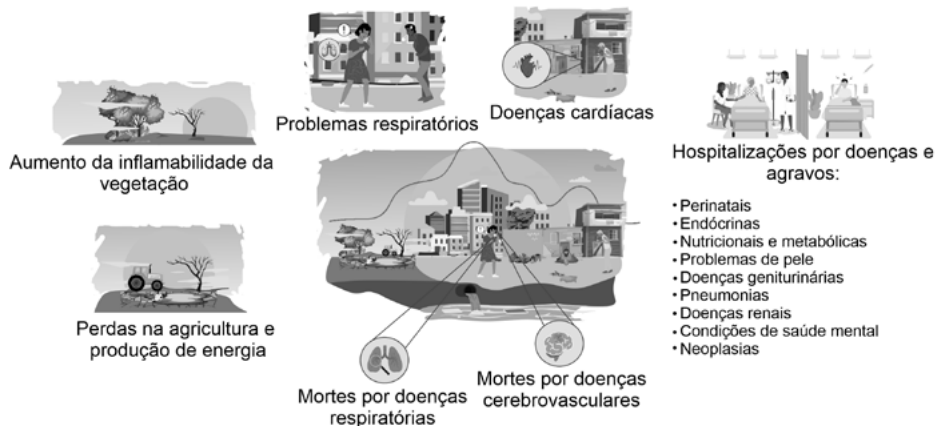 Problemas respiratórios
Doenças cardíacas
Aumento da inflamabilidade da
vegetação
Hospitalizações por doenças e
agravos:
• Perinatais
• Endócrinas
• Nutricionais e metabólicas
• Problemas de pele
• Doenças geniturinárias
• Pneumonias
• Doenças renais
• Condições de saúde mental
• Neoplasias
Perdas na agricultura e
produção de energia
Mortes por doenças
respiratórias
Mortes por doenças
cerebrovasculares